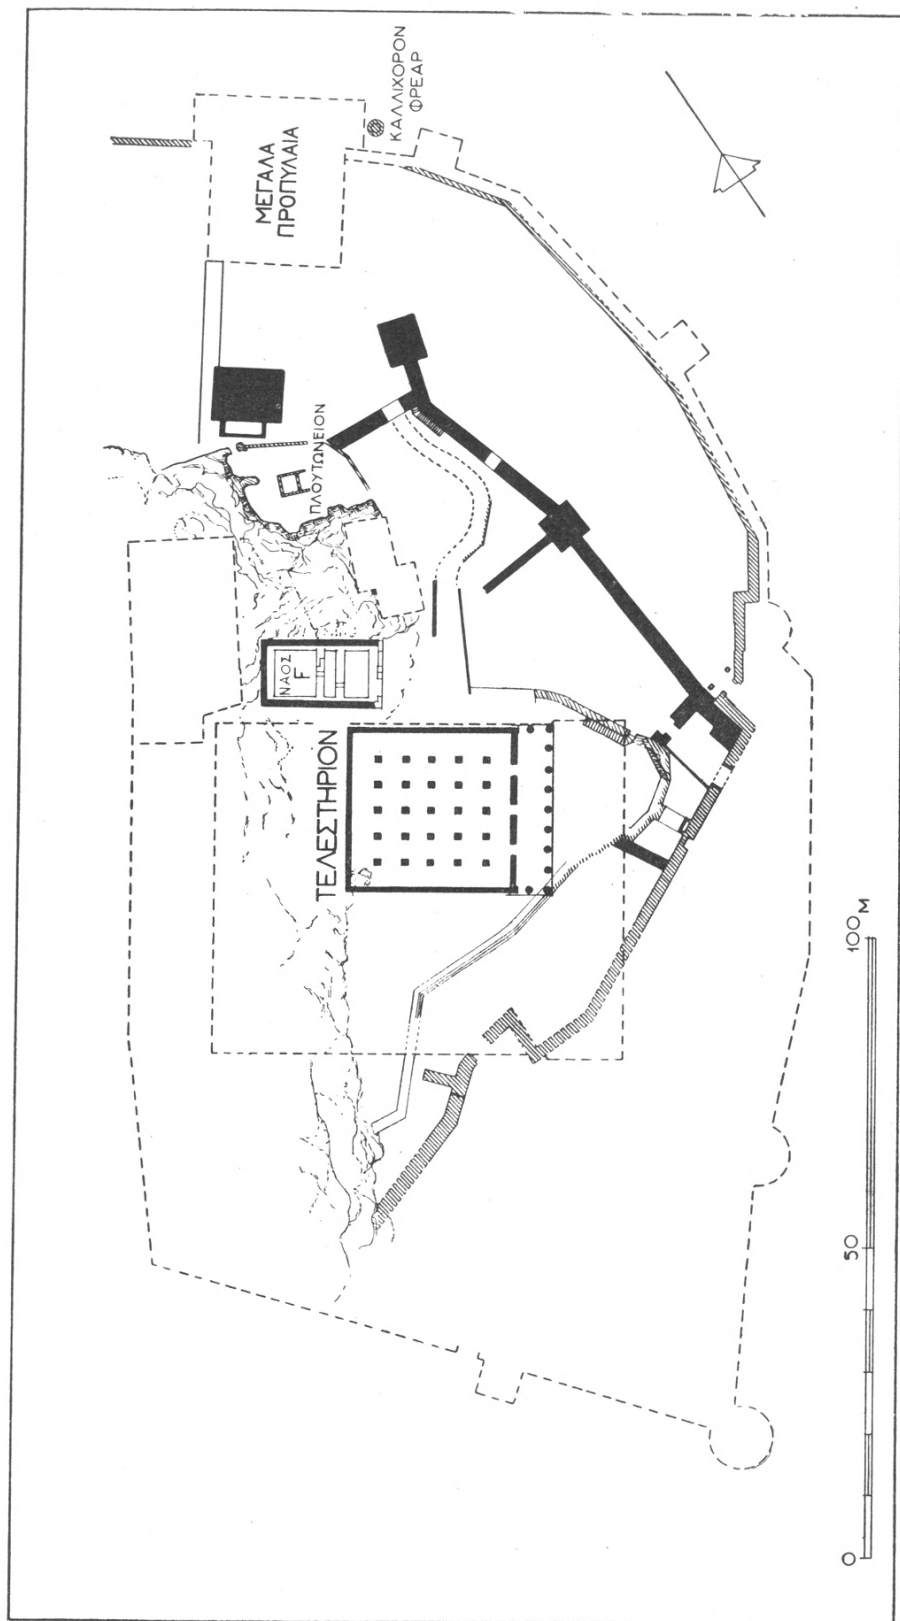 ΚΑΛΛΙΧΟΡΟΝ
ΦΡΕΑΡ
ΜΕΓΑΛΑ
ΠΡΟΠΥΛΑΙΑ
ΠΛΟΥΤΩΝΕΙΟΝ
ΝΑΟΣ
F
ΤΕΛΕΣΤΗΡΙΟΝ
0
50
100 Μ